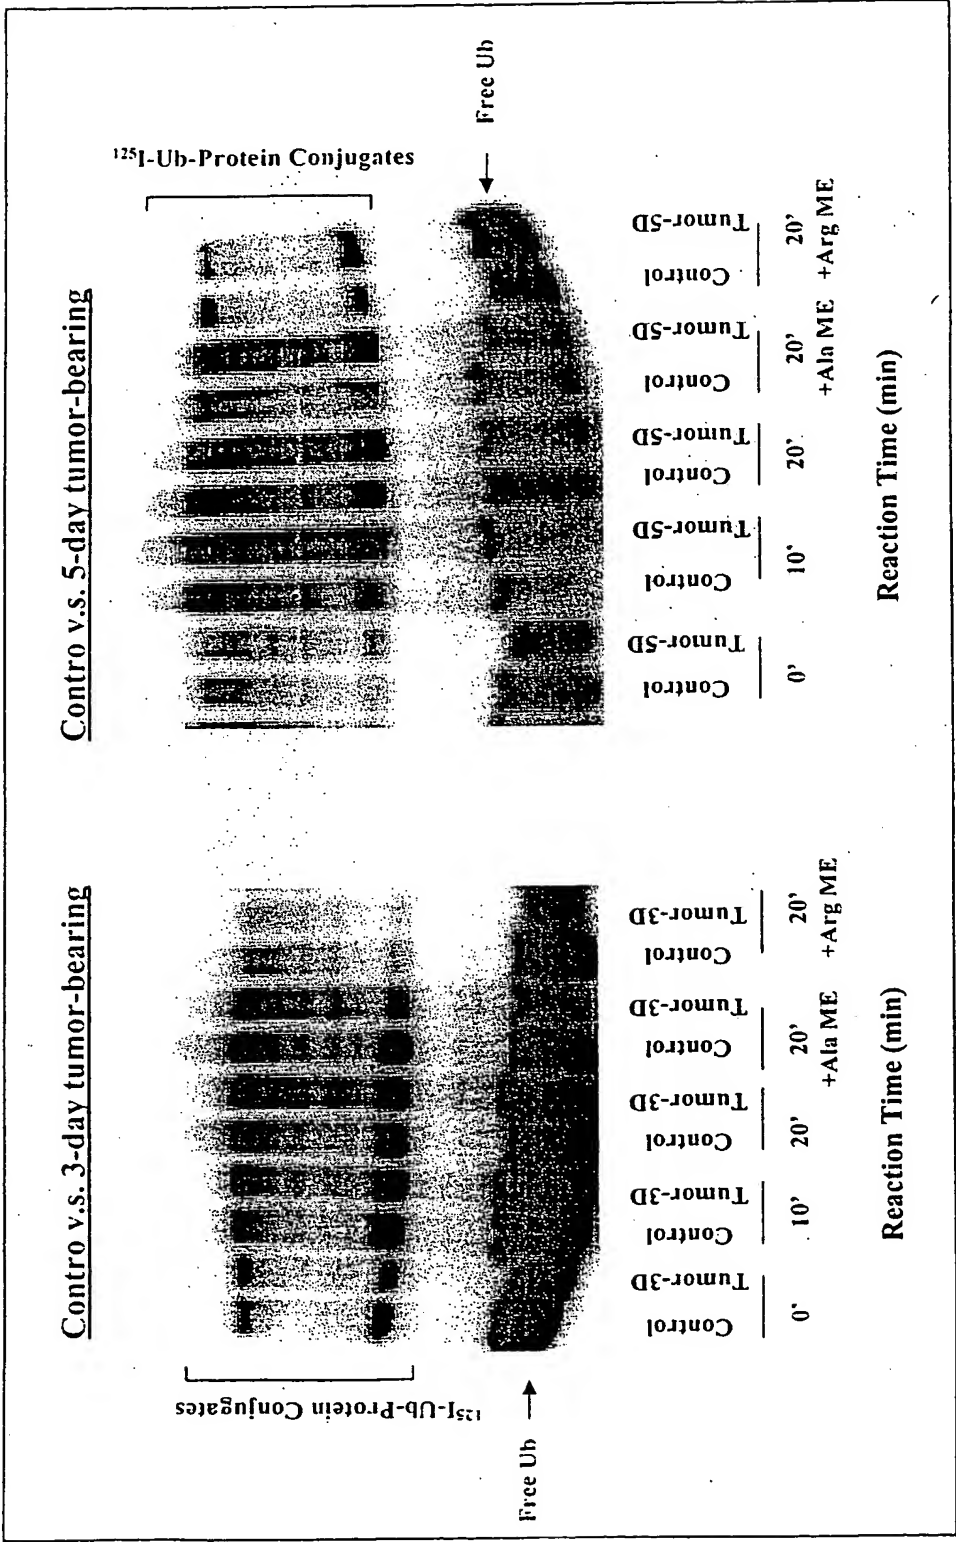 Contro v.s. 3-day tumor-bearing
¹²⁵I-Ub-Protein Conjugates
Free Ub
Control
Tumor-3D
Control
Tumor-3D
Control
Tumor-3D
Control
Tumor-3D
Control
Tumor-3D
0'
10'
20'
20'
+Ala ME
20'
+Arg ME
Reaction Time (min)
Contro v.s. 5-day tumor-bearing
¹²⁵I-Ub-Protein Conjugates
Free Ub
Control
Tumor-5D
Control
Tumor-5D
Control
Tumor-5D
Control
Tumor-5D
Control
Tumor-5D
0'
10'
20'
20'
+Ala ME
20'
+Arg ME
Reaction Time (min)